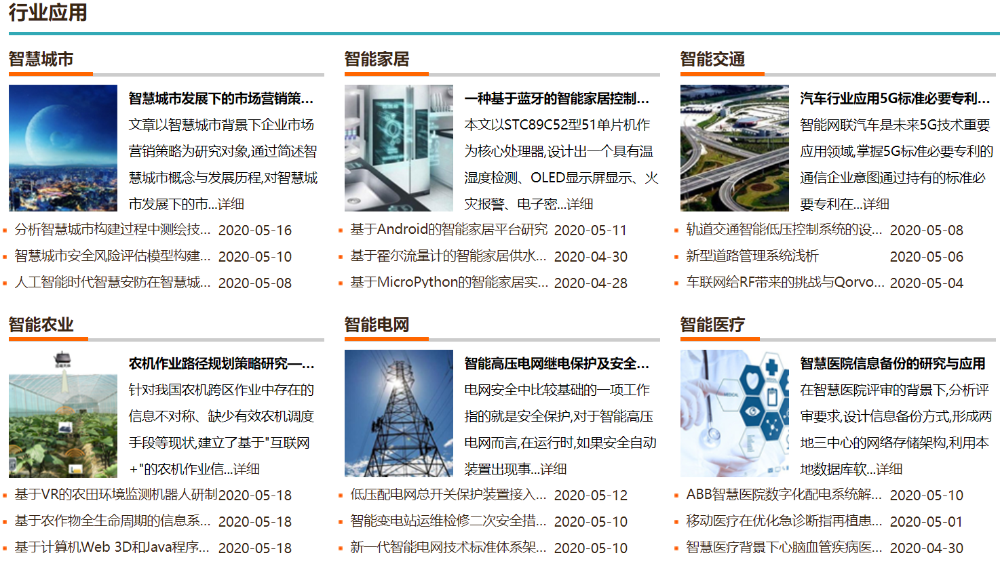 行业应用
智慧城市
智慧城市发展下的市场营销策...
文章以智慧城市背景下企业市场
营销策略为研究对象,通过简述智
慧城市概念与发展历程,对智慧城
市发展下的市...详细
分析智慧城市构建过程中测绘技... 2020-05-16
智慧城市安全风险评估模型构建... 2020-05-10
人工智能时代智慧安防在智慧城... 2020-05-08
智能家居
一种基于蓝牙的智能家居控制...
本文以STC89C52型51单片机作
为核心处理器,设计出一个具有温
湿度检测、OLED显示屏显示、火
灾报警、电子密...详细
基于Android的智能家居平台研究 2020-05-11
基于霍尔流量计的智能家居供水... 2020-04-30
基于MicroPython的智能家居实... 2020-04-28
智能交通
汽车行业应用5G标准必要专利...
智能网联汽车是未来5G技术重要
应用领域,掌握5G标准必要专利的
通信企业意图通过持有的标准必
要专利在...详细
轨道交通智能低压控制系统的设... 2020-05-08
新型道路管理系统浅析 2020-05-06
车联网给RF带来的挑战与Qorvo... 2020-05-04
智能农业
农机作业路径规划策略研究—...
针对我国农机跨区作业中存在的
信息不对称、缺少有效农机调度
手段等现状,建立了基于"互联网
+"的农机作业信...详细
基于VR的农田环境监测机器人研制2020-05-18
基于农作物全生命周期的信息系... 2020-05-18
基于计算机Web 3D和Java程序... 2020-05-18
智能电网
智能高压电网继电保护及安全...
电网安全中比较基础的一项工作
指的就是安全保护,对于智能高压
电网而言,在运行时,如果安全自动
装置出现事...详细
低压配电网总开关保护装置接入... 2020-05-12
智能变电站运维检修二次安全措... 2020-05-10
新一代智能电网技术标准体系架... 2020-05-10
智能医疗
MEDICAL
智慧医院信息备份的研究与应用
在智慧医院评审的背景下,分析评
审要求,设计信息备份方式,形成两
地三中心的网络存储架构,利用本
地数据库软...详细
ABB智慧医院数字化配电系统解... 2020-05-10
移动医疗在优化急诊断指再植患... 2020-05-01
智慧医疗背景下心脑血管疾病医... 2020-04-30